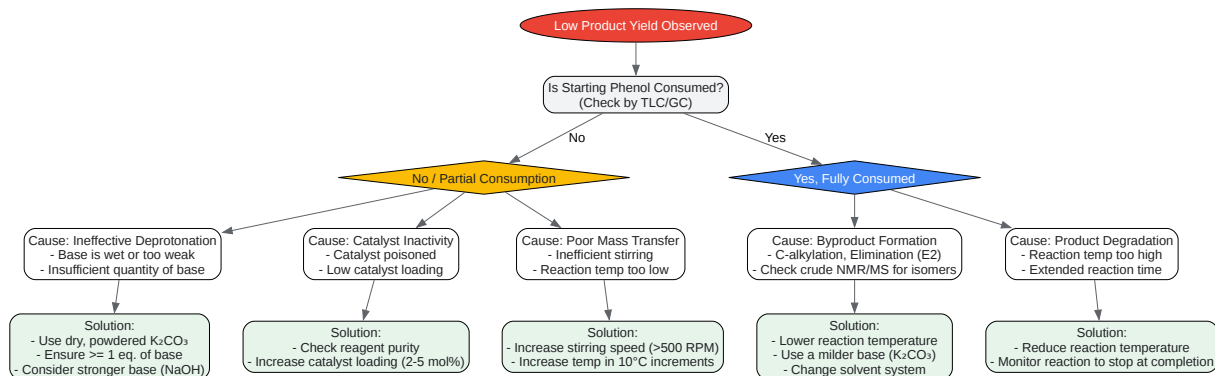 Low Product Yield Observed
Is Starting Phenol Consumed?
(Check by TLC/GC)
No
Yes
No / Partial Consumption
Yes, Fully Consumed
Cause: Ineffective Deprotonation
- Base is wet or too weak
- Insufficient quantity of base
Cause: Catalyst Inactivity
- Catalyst poisoned
- Low catalyst loading
Cause: Poor Mass Transfer
- Inefficient stirring
- Reaction temp too low
Cause: Byproduct Formation
- C-alkylation, Elimination (E2)
- Check crude NMR/MS for isomers
Cause: Product Degradation
- Reaction temp too high
- Extended reaction time
Solution:
- Use dry, powdered K₂CO₃
- Ensure >= 1 eq. of base
- Consider stronger base (NaOH)
Solution:
- Check reagent purity
- Increase catalyst loading (2-5 mol%)
Solution:
- Increase stirring speed (>500 RPM)
- Increase temp in 10°C increments
Solution:
- Lower reaction temperature
- Use a milder base (K₂CO₃)
- Change solvent system
Solution:
- Reduce reaction temperature
- Monitor reaction to stop at completion